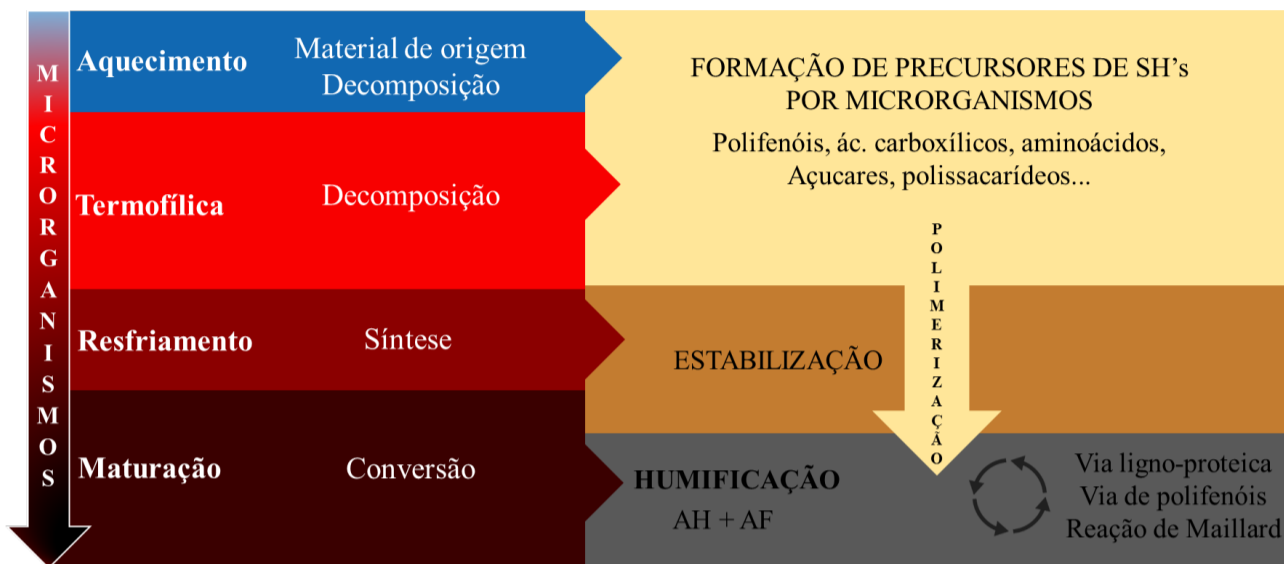 MICRORGANISMOS
Aquecimento
Material de origem
Decomposição
FORMAÇÃO DE PRECURSORES DE SH’s
POR MICRORGANISMOS
Polifenóis, ác. carboxílicos, aminoácidos,
Açucares, polissacarídeos...
Termofílica
Decomposição
POLIMERIZAÇÃO
Resfriamento
Síntese
ESTABILIZAÇÃO
Maturação
Conversão
HUMIFICAÇÃO
AH + AF
Via ligno-proteica
Via de polifenóis
Reação de Maillard